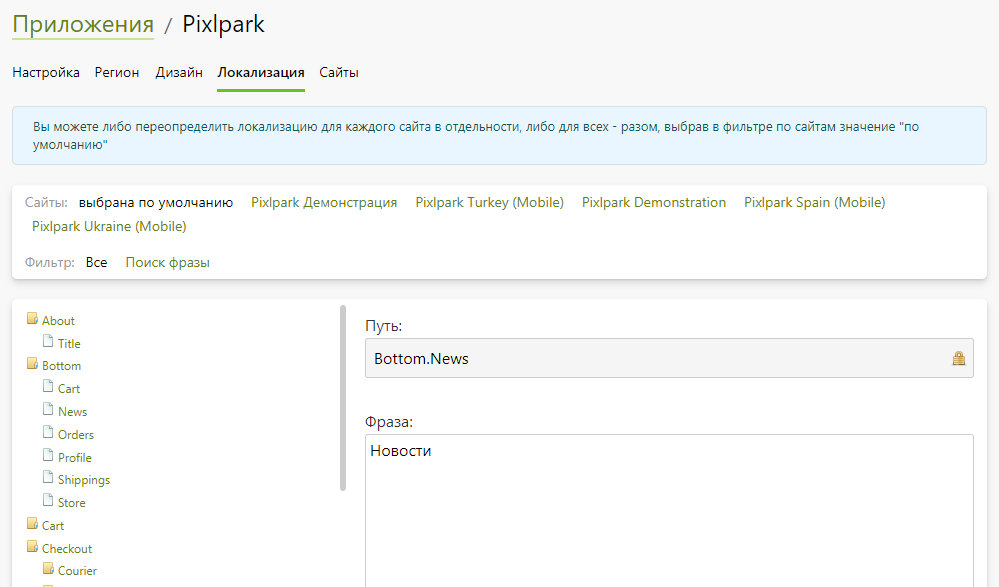 Приложения / Pixlpark
Настройка Регион Дизайн Локализация Сайты
Вы можете либо переопределить локализацию для каждого сайта в отдельности, либо для всех - разом, выбрав в фильтре по сайтам значение "по
умолчанию"
Сайты: выбрана по умолчанию Pixlpark Демонстрация Pixlpark Turkey (Mobile) Pixlpark Demonstration Pixlpark Spain (Mobile)
Pixlpark Ukraine (Mobile)
Фильтр: Все Поиск фразы
About
Title
Bottom
Cart
News
Orders
Profile
Shippings
Store
Cart
Checkout
Courier
Путь:
Bottom.News
Фраза:
Новости